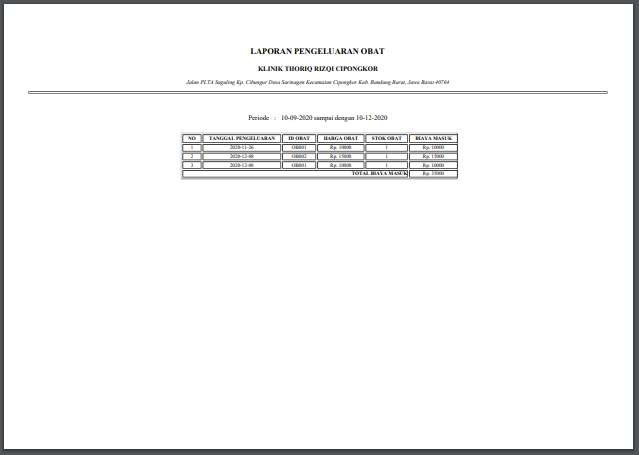 LAPORAN PENGELUARAN OBAT
KLINIK THORIQ RIZQI CIPONGKOR
Jalan PLTA Saguling Kp. Cibungur Desa Sarinagen Kecamatan Cipongkor Kab. Bandung Barat, Jawa Barat 40764
Periode : 10-09-2020 sampai dengan 10-12-2020
NO TANGGAL PENGELUARAN ID OBAT HARGA OBAT STOK OBAT BIAYA MASUK
1 2020-11-26 OB001 Rp. 10000 1 Rp. 10000
2 2020-12-08 OB002 Rp. 15000 1 Rp. 15000
3 2020-12-08 OB001 Rp. 10000 1 Rp. 10000
TOTAL BIAYA MASUK Rp. 35000